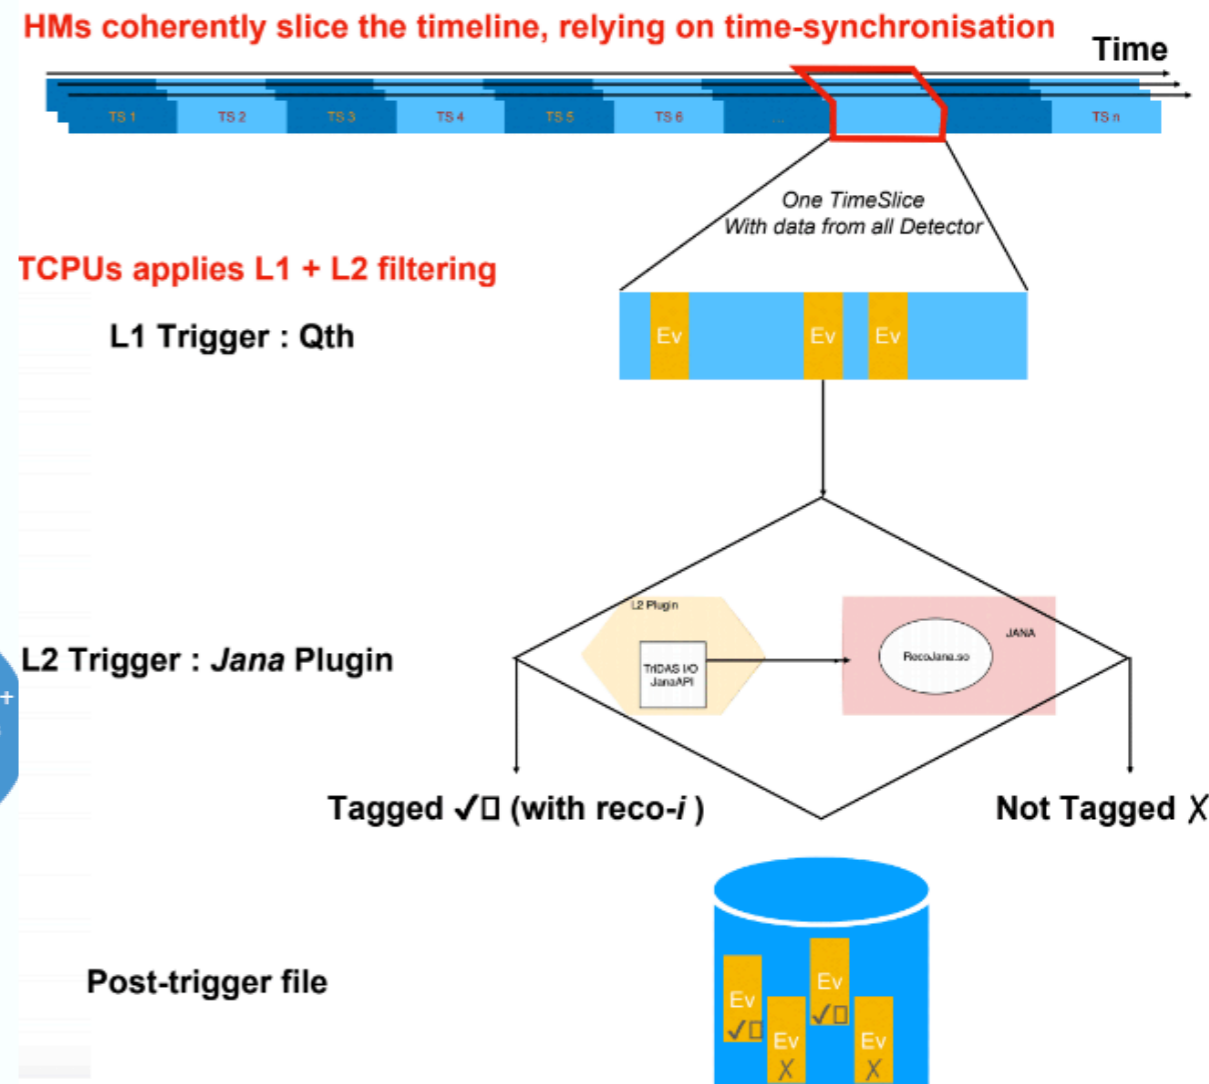 HMs coherently slice the timeline, relying on time-synchronisation
Time
TS 1 TS 2 TS 3 TS 4 TS 5 TS 6 ... TS n
One TimeSlice
With data from all Detector
TCPUs applies L1 + L2 filtering
L1 Trigger : Qth
Ev Ev Ev
L2 Plugin
JANA
L2 Trigger : Jana Plugin
TriDAS I/O
JanaAPI
RecoJana.so
+
Tagged ✓▯ (with reco-i )
Not Tagged ╳
Post-trigger file
Ev
✓▯
Ev
╳
Ev
✓▯
Ev
╳